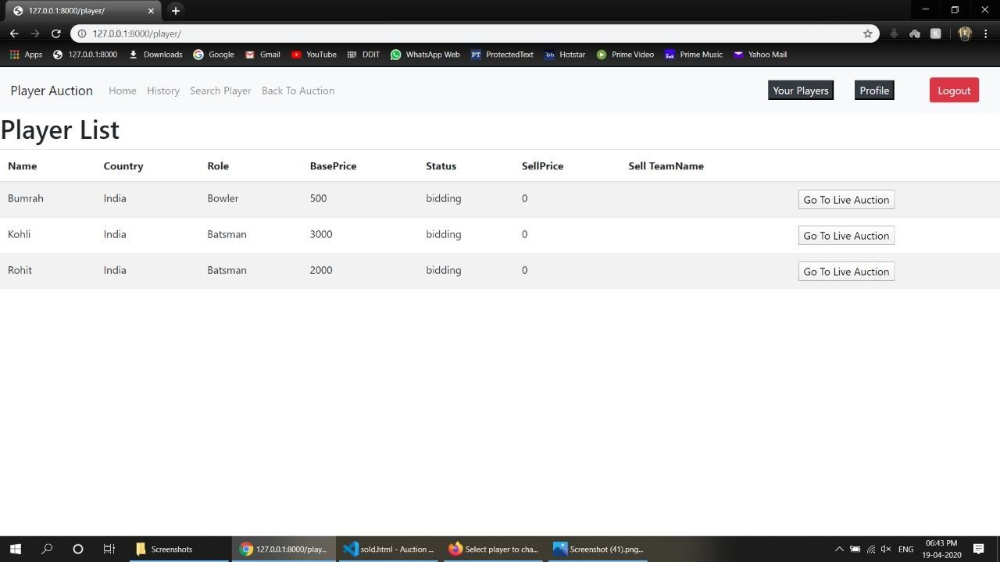 127.0.0.1:8000/player/
127.0.0.1:8000/player/
Apps 127.0.0.1:8000 Downloads Google Gmail YouTube DDIT WhatsApp Web PT ProtectedText Hotstar Prime Video Prime Music Yahoo Mail
Player Auction Home History Search Player Back To Auction Your Players Profile Logout
Player List
Name Country Role BasePrice Status SellPrice Sell TeamName
Bumrah India Bowler 500 bidding 0 Go To Live Auction
Kohli India Batsman 3000 bidding 0 Go To Live Auction
Rohit India Batsman 2000 bidding 0 Go To Live Auction
Screenshots 127.0.0.1:8000/play... sold.html - Auction ... Select player to cha... Screenshot (41).png... ENG 06:43 PM
19-04-2020